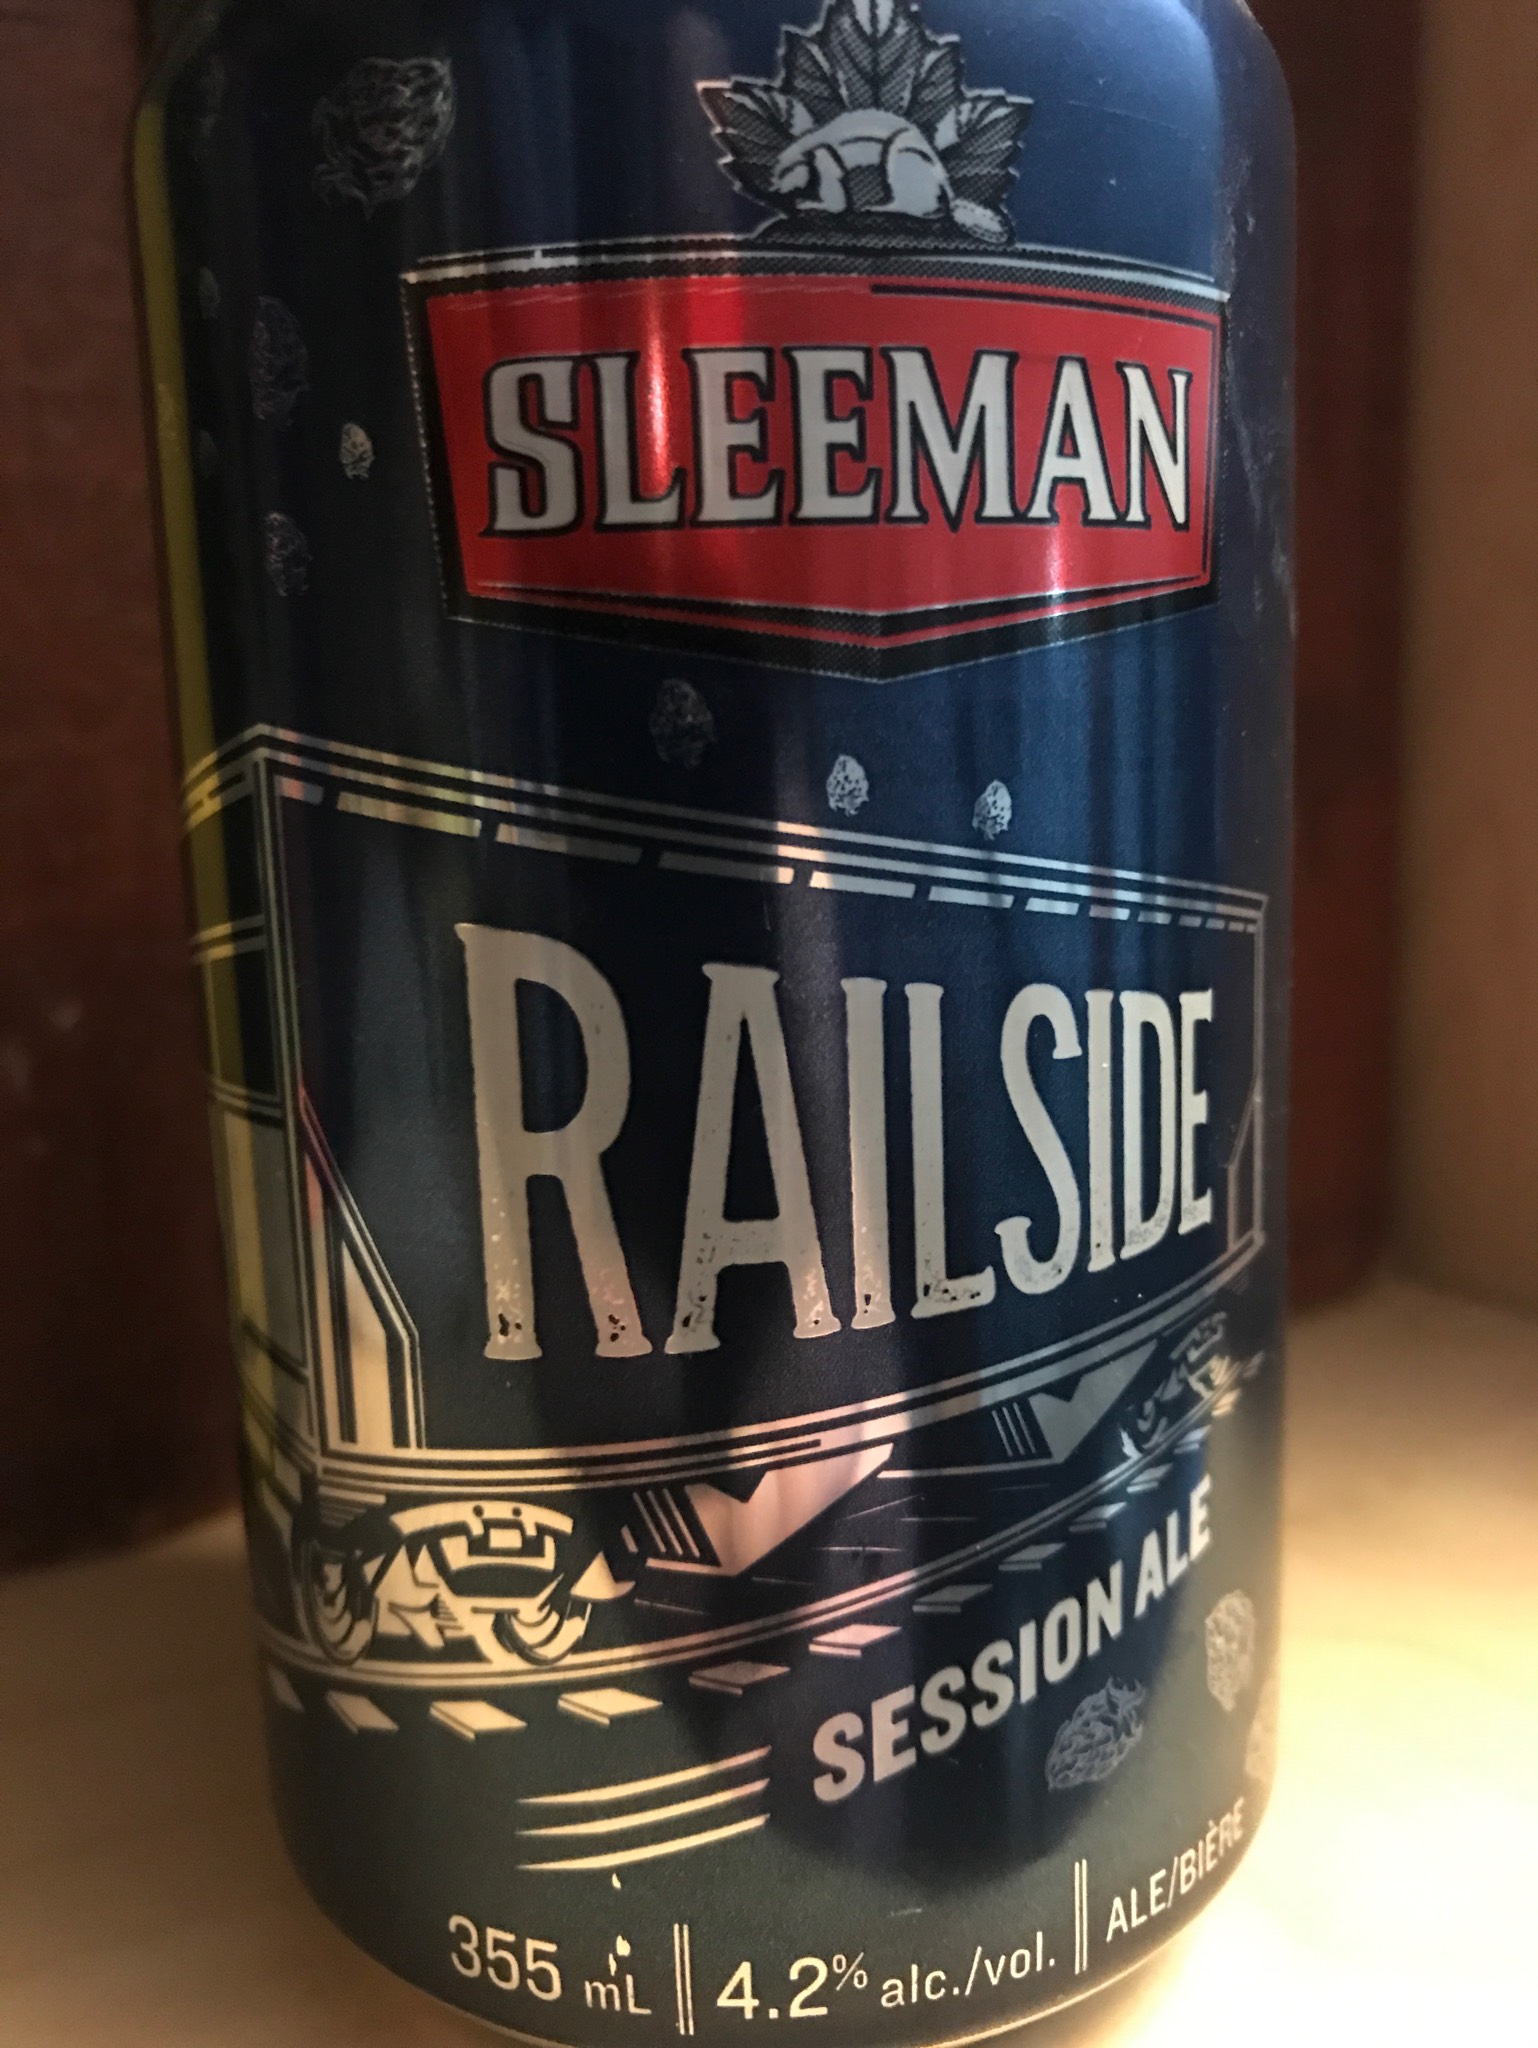 SLEEMAN
RAILSIDE
SESSION ALE
355 mL 4.2% alc./vol. ALE/BIÈRE